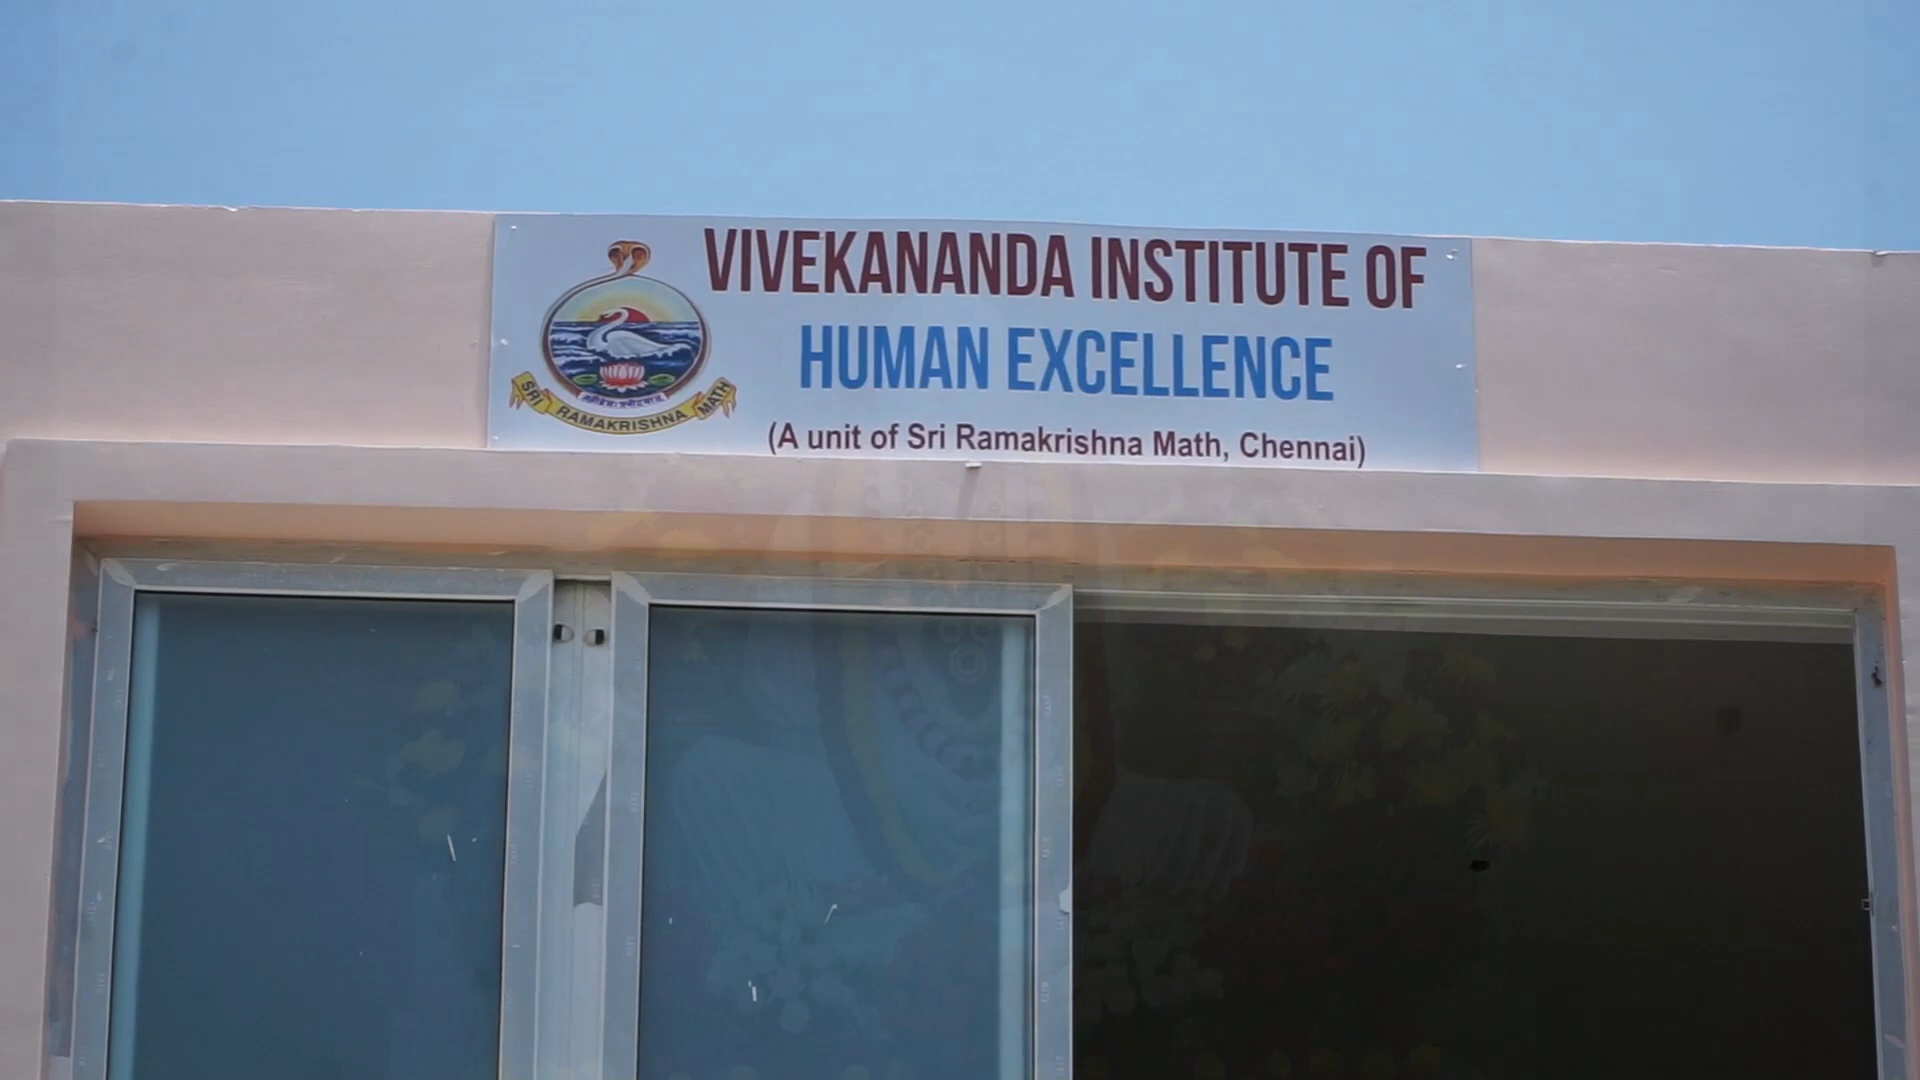 VIVEKANANDA INSTITUTE OF
HUMAN EXCELLENCE
(A unit of Sri Ramakrishna Math, Chennai)
SRI RAMAKRISHNA MATH